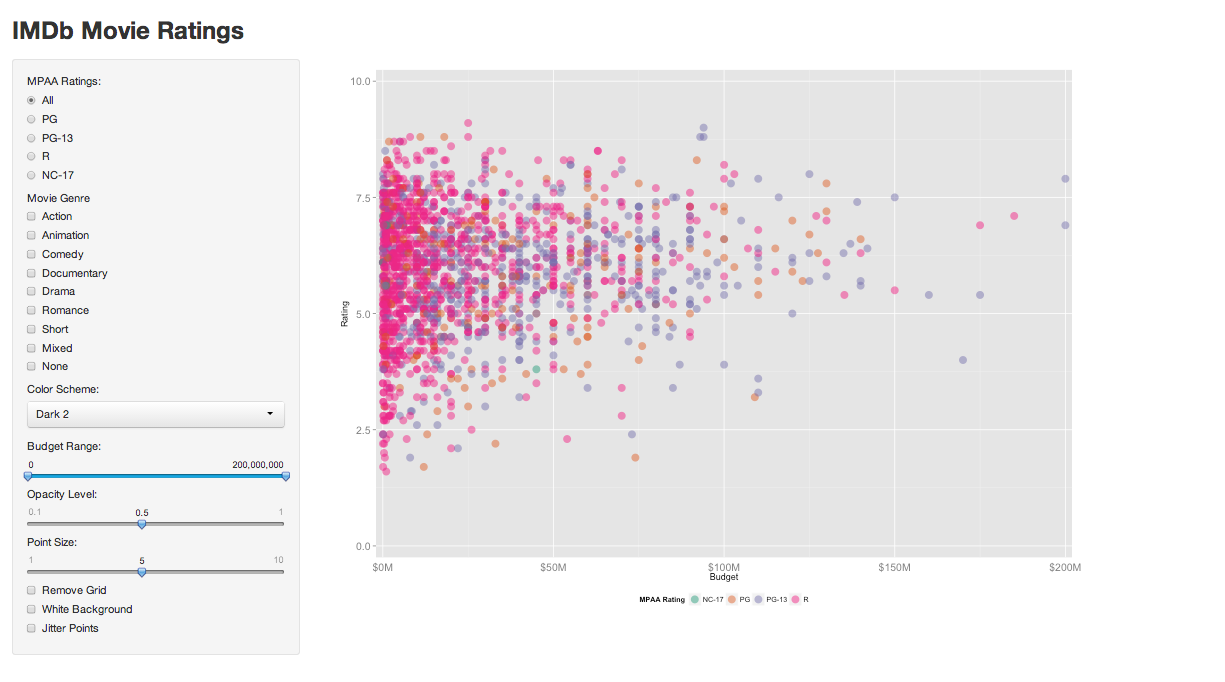 IMDb Movie Ratings
MPAA Ratings:
All
PG
PG-13
R
NC-17
Movie Genre
Action
Animation
Comedy
Documentary
Drama
Romance
Short
Mixed
None
Color Scheme:
Dark 2
Budget Range:
0 200,000,000
Opacity Level:
0.1 0.5 1
Point Size:
1 5 10
Remove Grid
White Background
Jitter Points
10.0
7.5
5.0
2.5
0.0
Rating
$0M $50M $100M $150M $200M
Budget
MPAA Rating NC-17 PG PG-13 R